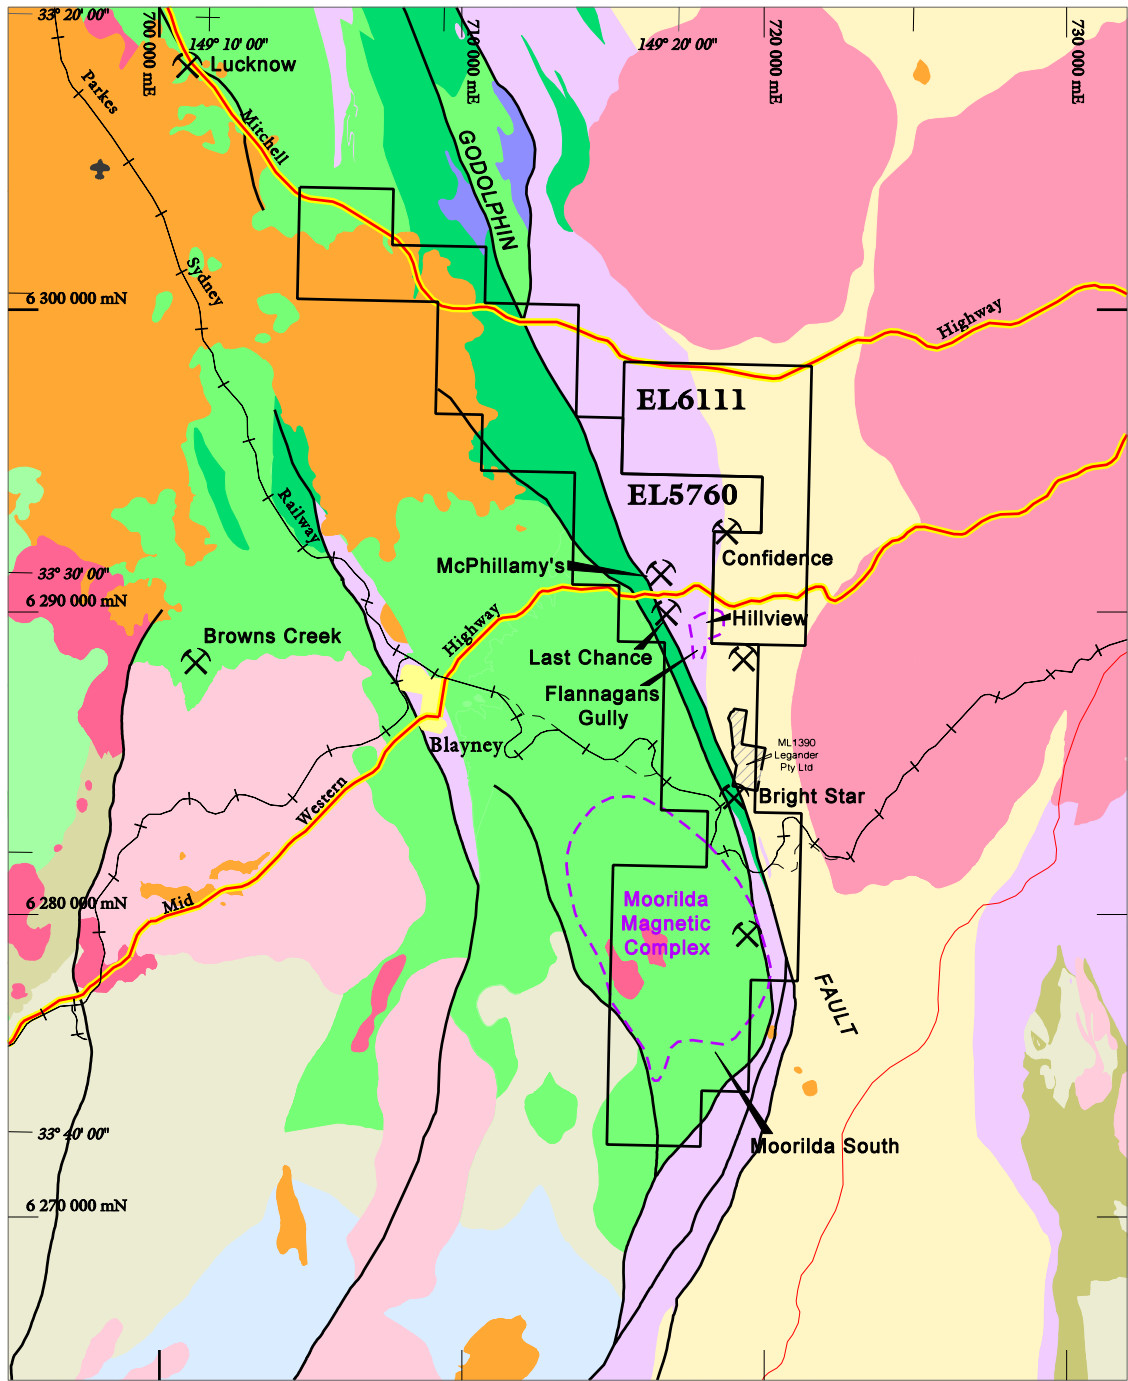 33° 20' 00"
700 000 mE
149° 10' 00"
710 000 mE
149° 20' 00"
720 000 mE
730 000 mE
Lucknow
Parkes
Mitchell
GODOLPHIN
Sydney
6 300 000 mN
Highway
EL6111
EL5760
Railway
Confidence
McPhillamy's
33° 30' 00"
6 290 000 mN
Highway
Hillview
Browns Creek
Last Chance
Flannagans
Gully
Blayney
ML1390
Legander
Pty Ltd
Western
Bright Star
Mid
6 280 000 mN
Moorilda
Magnetic
Complex
FAULT
33° 40' 00"
Moorilda South
6 270 000 mN